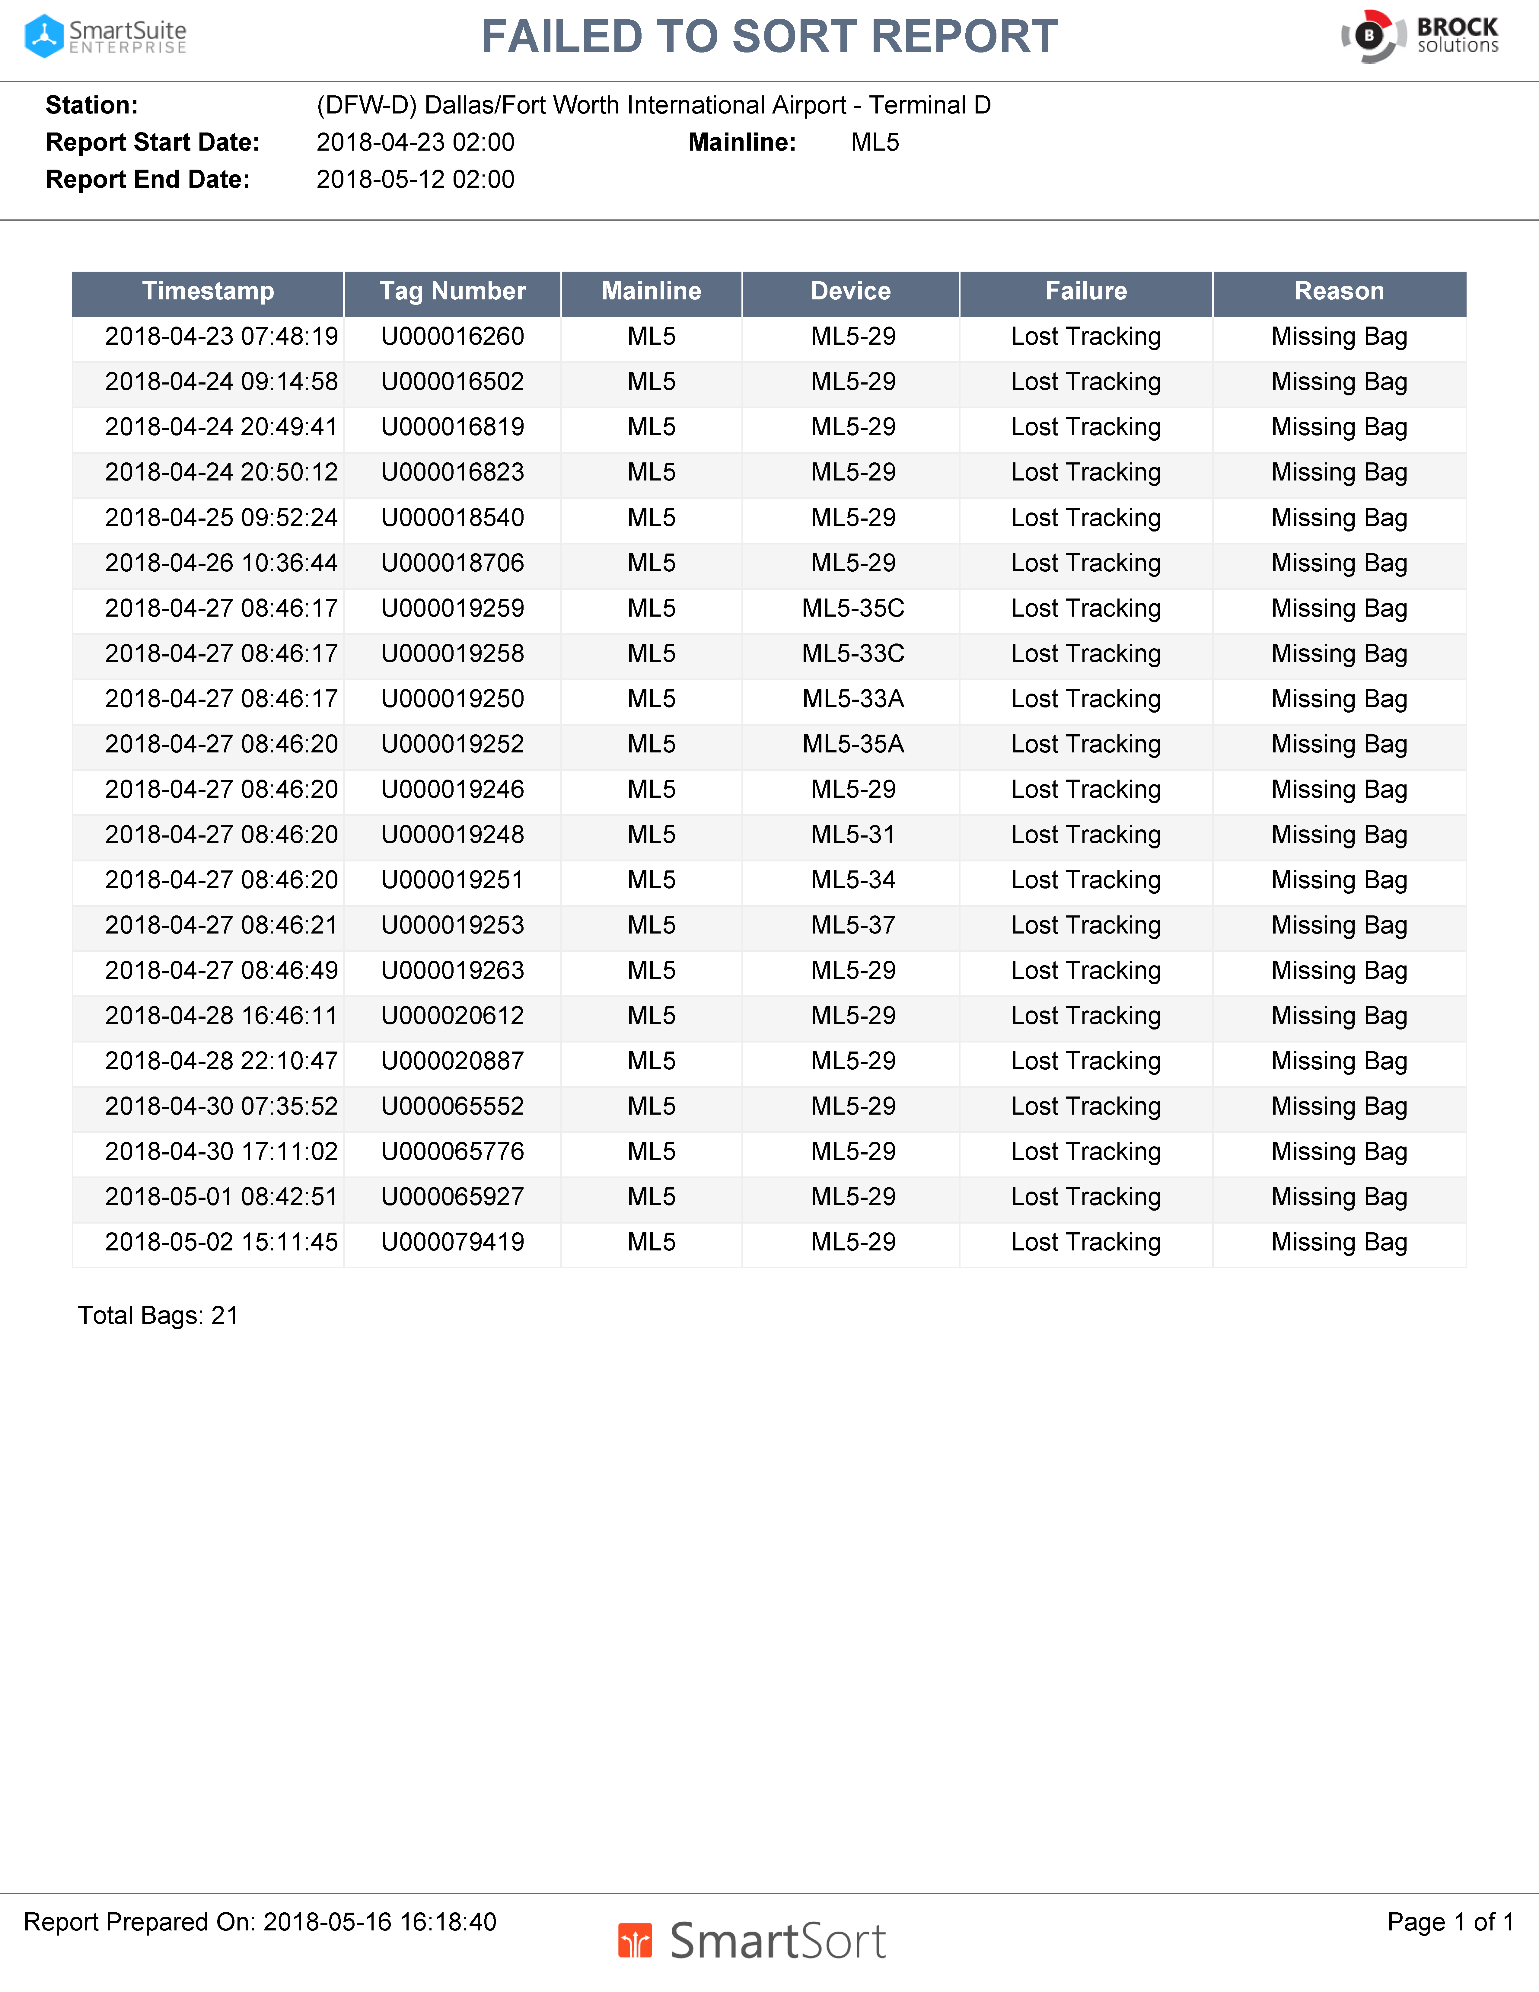 SmartSuite
ENTERPRISE
FAILED TO SORT REPORT
B
BROCK
solutions
Station: (DFW-D) Dallas/Fort Worth International Airport - Terminal D
Report Start Date: 2018-04-23 02:00 Mainline: ML5
Report End Date: 2018-05-12 02:00
Timestamp Tag Number Mainline Device Failure Reason
2018-04-23 07:48:19 U000016260 ML5 ML5-29 Lost Tracking Missing Bag
2018-04-24 09:14:58 U000016502 ML5 ML5-29 Lost Tracking Missing Bag
2018-04-24 20:49:41 U000016819 ML5 ML5-29 Lost Tracking Missing Bag
2018-04-24 20:50:12 U000016823 ML5 ML5-29 Lost Tracking Missing Bag
2018-04-25 09:52:24 U000018540 ML5 ML5-29 Lost Tracking Missing Bag
2018-04-26 10:36:44 U000018706 ML5 ML5-29 Lost Tracking Missing Bag
2018-04-27 08:46:17 U000019259 ML5 ML5-35C Lost Tracking Missing Bag
2018-04-27 08:46:17 U000019258 ML5 ML5-33C Lost Tracking Missing Bag
2018-04-27 08:46:17 U000019250 ML5 ML5-33A Lost Tracking Missing Bag
2018-04-27 08:46:20 U000019252 ML5 ML5-35A Lost Tracking Missing Bag
2018-04-27 08:46:20 U000019246 ML5 ML5-29 Lost Tracking Missing Bag
2018-04-27 08:46:20 U000019248 ML5 ML5-31 Lost Tracking Missing Bag
2018-04-27 08:46:20 U000019251 ML5 ML5-34 Lost Tracking Missing Bag
2018-04-27 08:46:21 U000019253 ML5 ML5-37 Lost Tracking Missing Bag
2018-04-27 08:46:49 U000019263 ML5 ML5-29 Lost Tracking Missing Bag
2018-04-28 16:46:11 U000020612 ML5 ML5-29 Lost Tracking Missing Bag
2018-04-28 22:10:47 U000020887 ML5 ML5-29 Lost Tracking Missing Bag
2018-04-30 07:35:52 U000065552 ML5 ML5-29 Lost Tracking Missing Bag
2018-04-30 17:11:02 U000065776 ML5 ML5-29 Lost Tracking Missing Bag
2018-05-01 08:42:51 U000065927 ML5 ML5-29 Lost Tracking Missing Bag
2018-05-02 15:11:45 U000079419 ML5 ML5-29 Lost Tracking Missing Bag
Total Bags: 21
Report Prepared On: 2018-05-16 16:18:40
SmartSort
Page 1 of 1